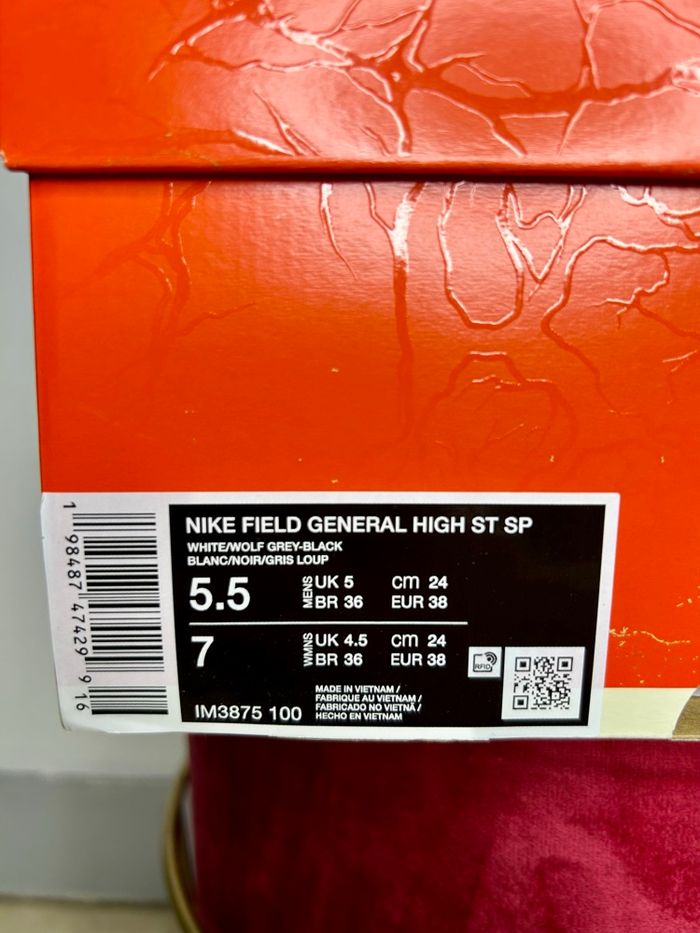 NIKE FIELD GENERAL HIGH ST SP
WHITE/WOLF GREY-BLACK
BLANC/NOIR/GRIS LOUP
5.5 MENS UK 5 CM 24
BR 36 EUR 38
7 WMNS UK 4.5 CM 24
BR 36 EUR 38
RFID
IM3875 100
MADE IN VIETNAM /
FABRIQUE AU VIETNAM /
FABRICADO NO VIETNÃ /
HECHO EN VIETNAM
1 98487 47429 916